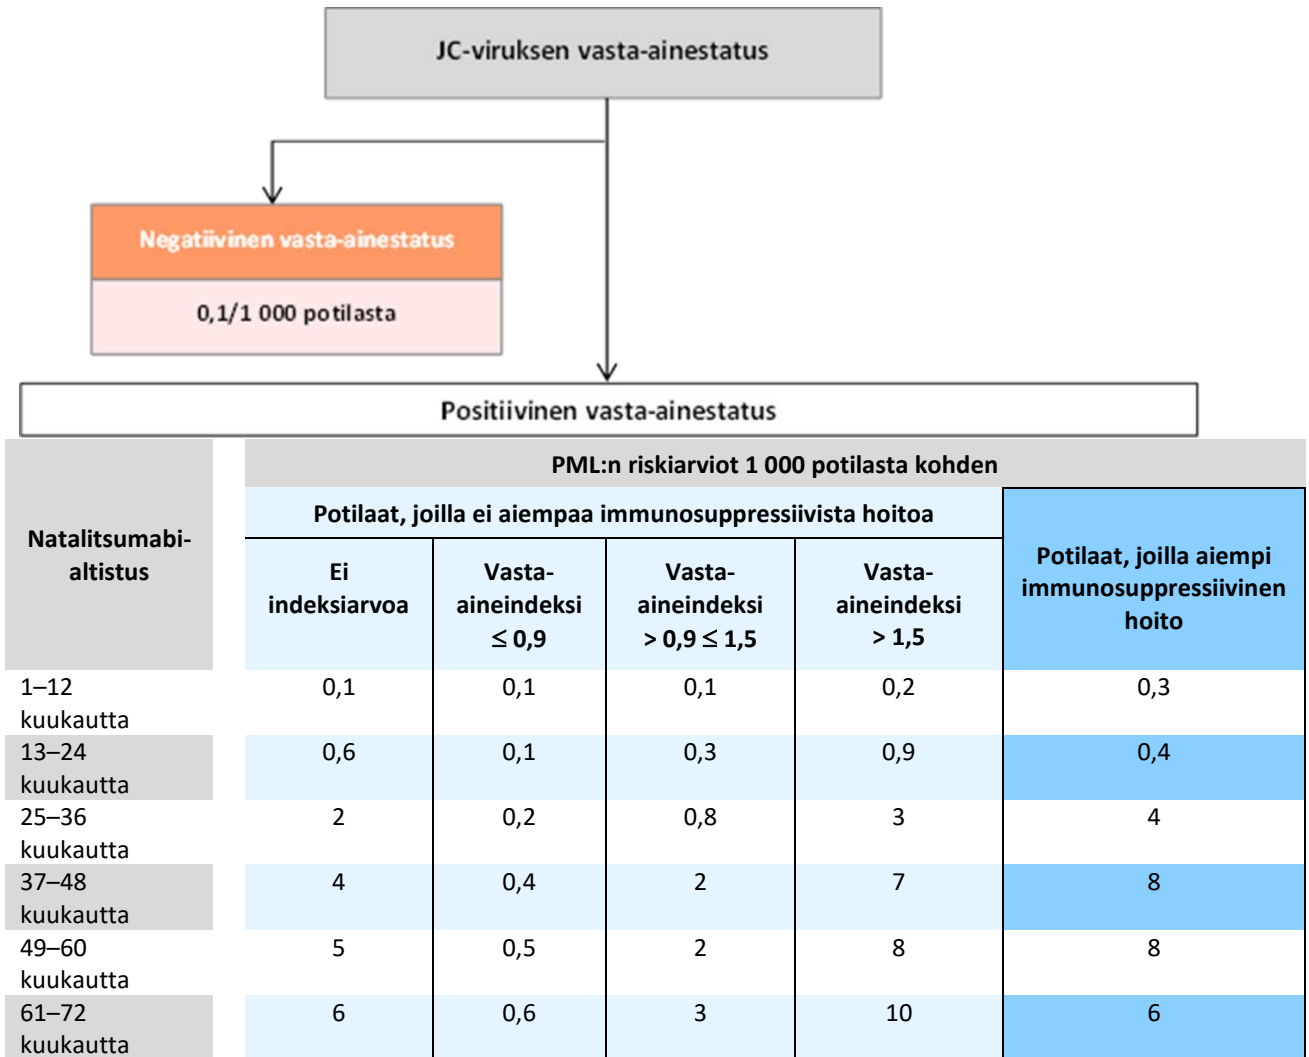 JC-viruksen vasta-ainestatus
Negatiivinen vasta-ainestatus
0,1/1 000 potilasta
Positiivinen vasta-ainestatus
Natalitsumabi-
altistus
PML:n riskiarviot 1 000 potilasta kohden
Potilaat, joilla ei aiempaa immunosuppressiivista hoitoa
Potilaat, joilla aiempi
immunosuppressiivinen
hoito
Ei
indeksiarvoa
Vasta-
aineindeksi
≤ 0,9
Vasta-
aineindeksi
> 0,9 ≤ 1,5
Vasta-
aineindeksi
> 1,5
1–12
kuukautta
0,1 0,1 0,1 0,2 0,3
13–24
kuukautta
0,6 0,1 0,3 0,9 0,4
25–36
kuukautta
2 0,2 0,8 3 4
37–48
kuukautta
4 0,4 2 7 8
49–60
kuukautta
5 0,5 2 8 8
61–72
kuukautta
6 0,6 3 10 6